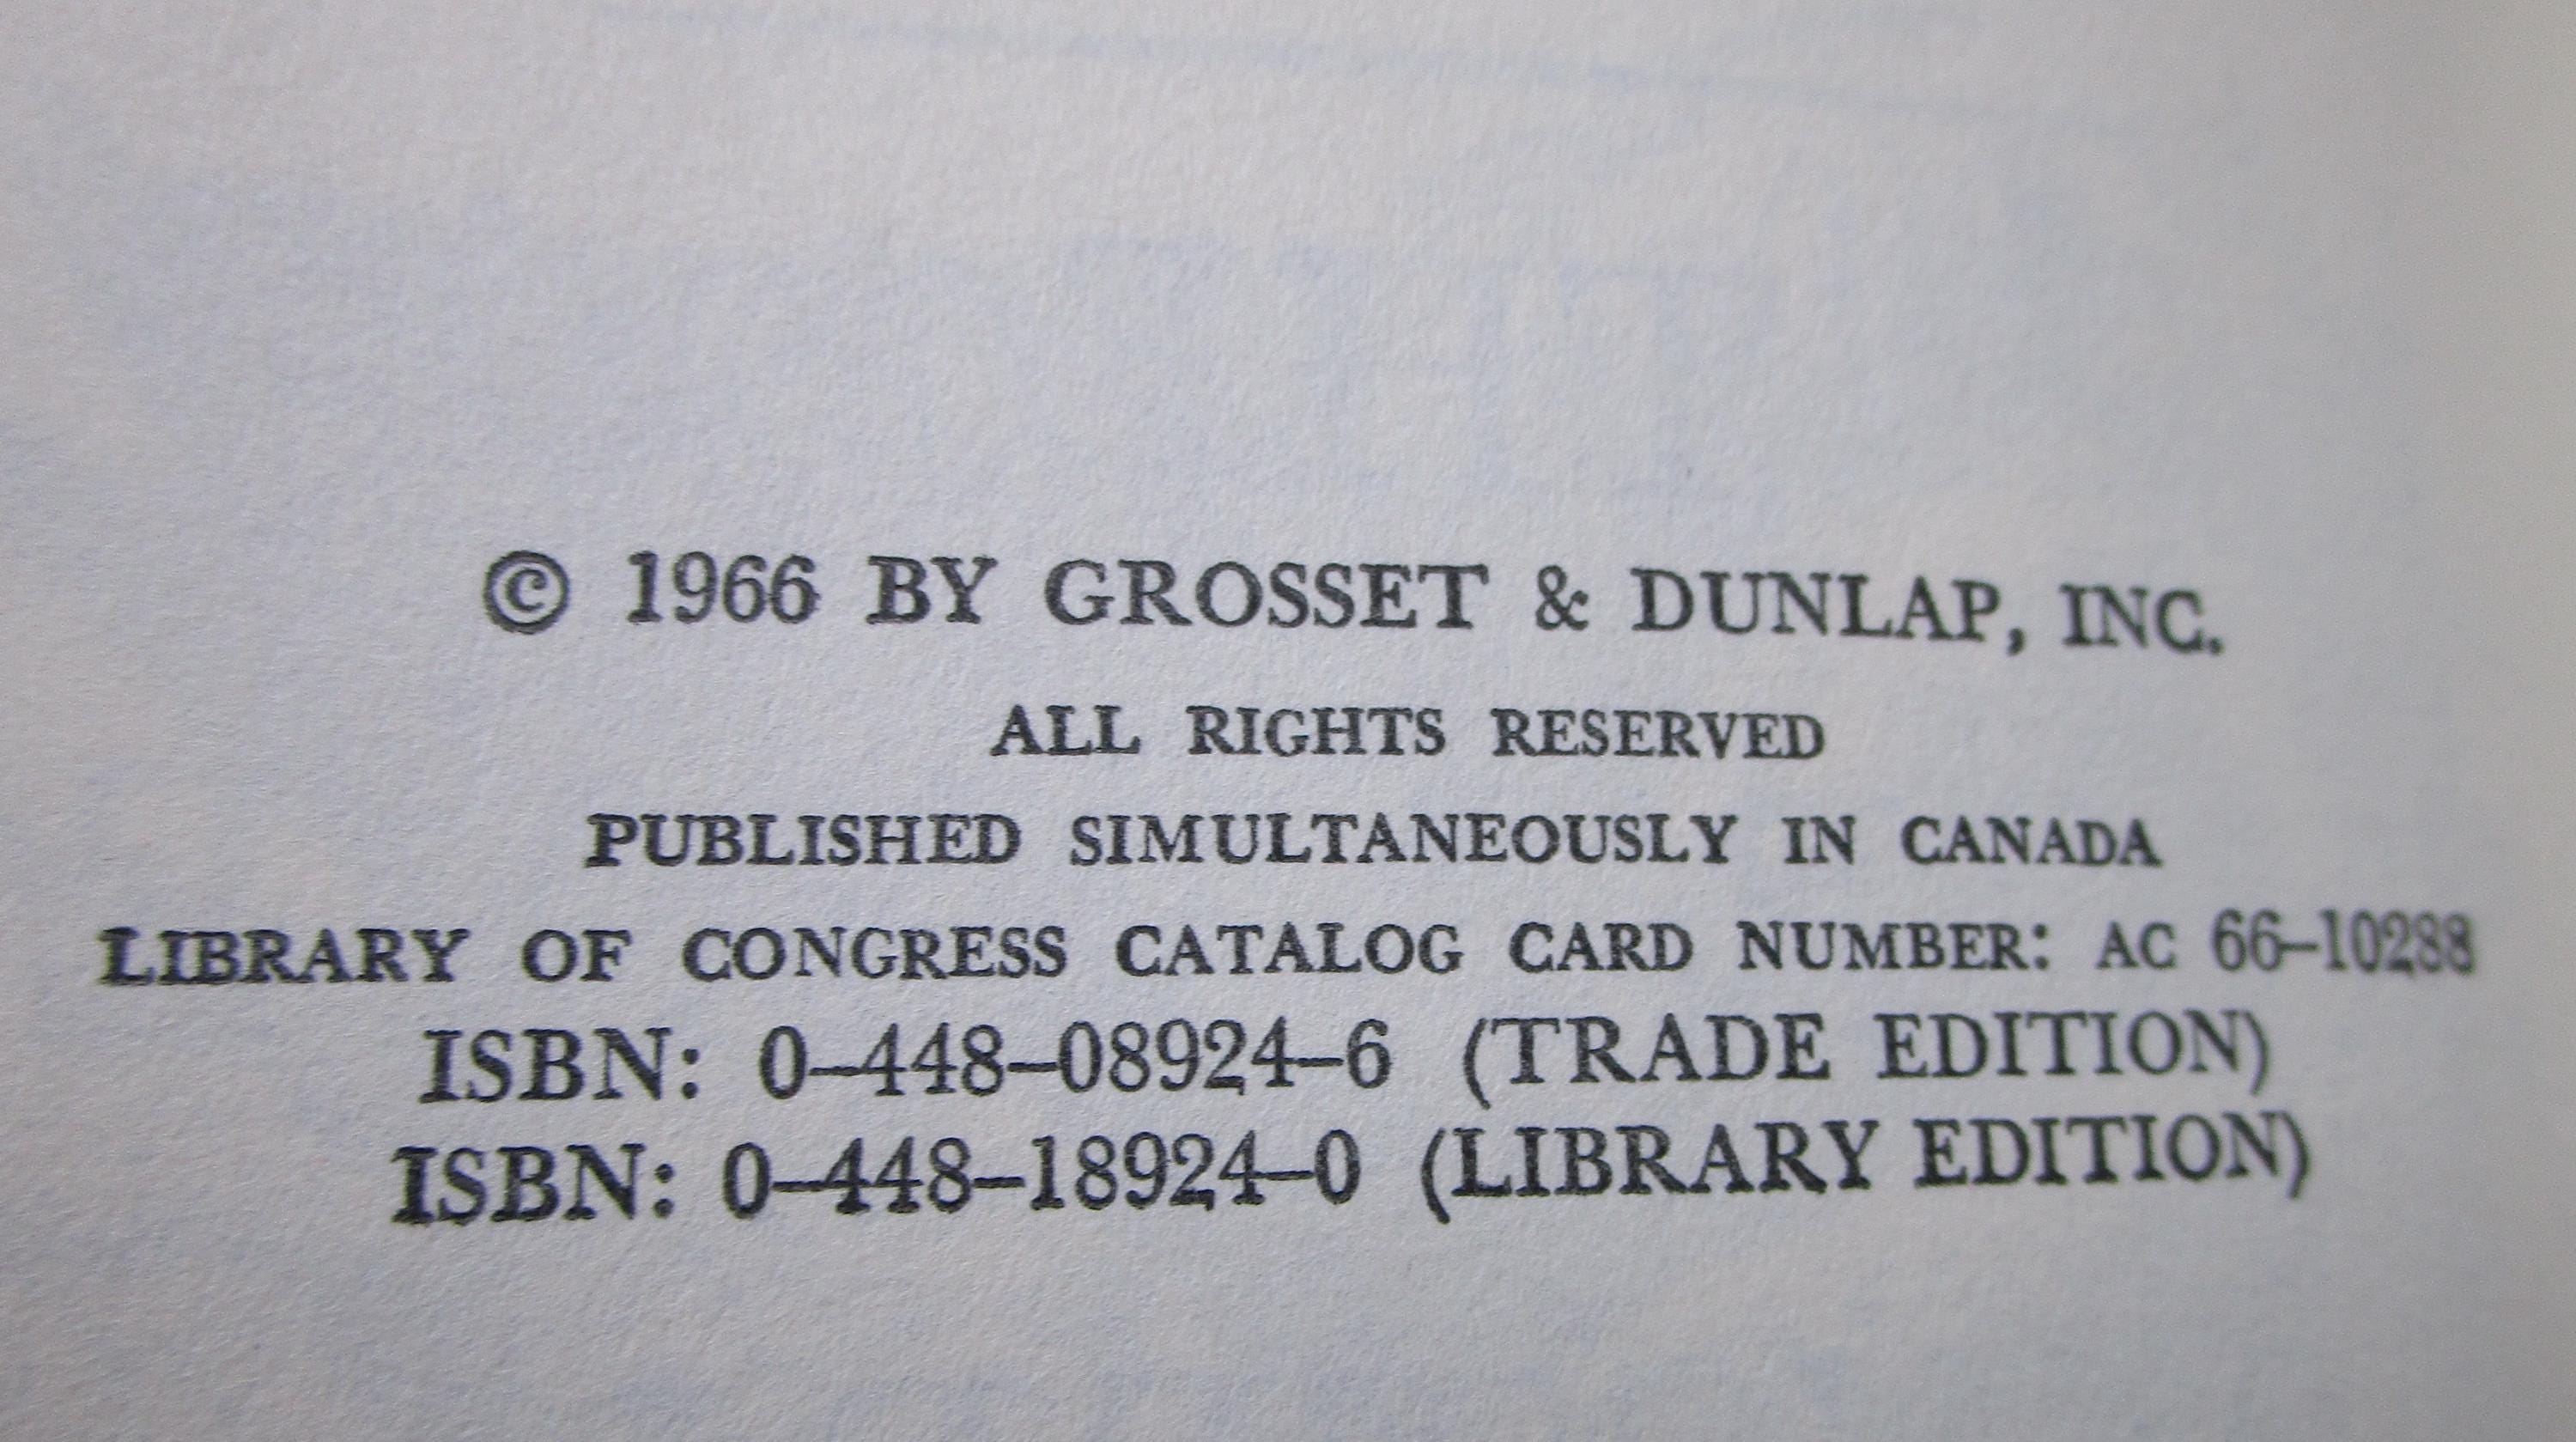 © 1966 BY GROSSET & DUNLAP, INC.
ALL RIGHTS RESERVED
PUBLISHED SIMULTANEOUSLY IN CANADA
LIBRARY OF CONGRESS CATALOG CARD NUMBER: AC 66–10288
ISBN: 0–448–08924–6 (TRADE EDITION)
ISBN: 0–448–18924–0 (LIBRARY EDITION)